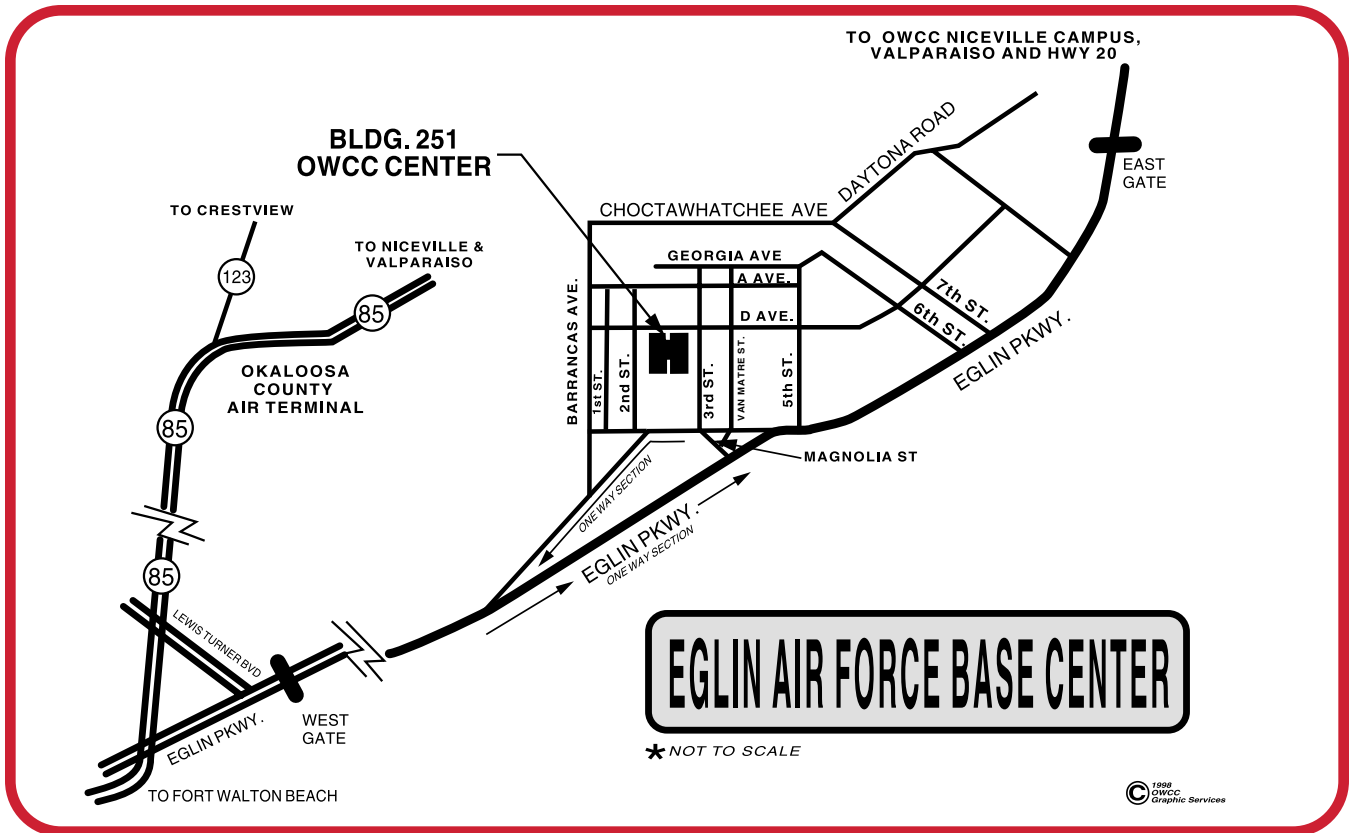 TO OWCC NICEVILLE CAMPUS,
VALPARAISO AND HWY 20
BLDG. 251
OWCC CENTER
DAYTONA ROAD
EAST
GATE
TO CRESTVIEW
CHOCTAWHATCHEE AVE
TO NICEVILLE &
VALPARAISO
GEORGIA AVE
123
A AVE.
85
D AVE.
7th ST.
6th ST.
EGLIN PKWY.
OKALOOSA
COUNTY
AIR TERMINAL
BARRANCAS AVE.
1st ST.
2nd ST.
3rd ST.
VAN MATRE ST.
5th ST.
85
MAGNOLIA ST
ONE WAY SECTION
EGLIN PKWY.
ONE WAY SECTION
85
LEWIS TURNER BVD
WEST
GATE
EGLIN PKWY.
TO FORT WALTON BEACH
EGLIN AIR FORCE BASE CENTER
* NOT TO SCALE
© 1998
OWCC
Graphic Services